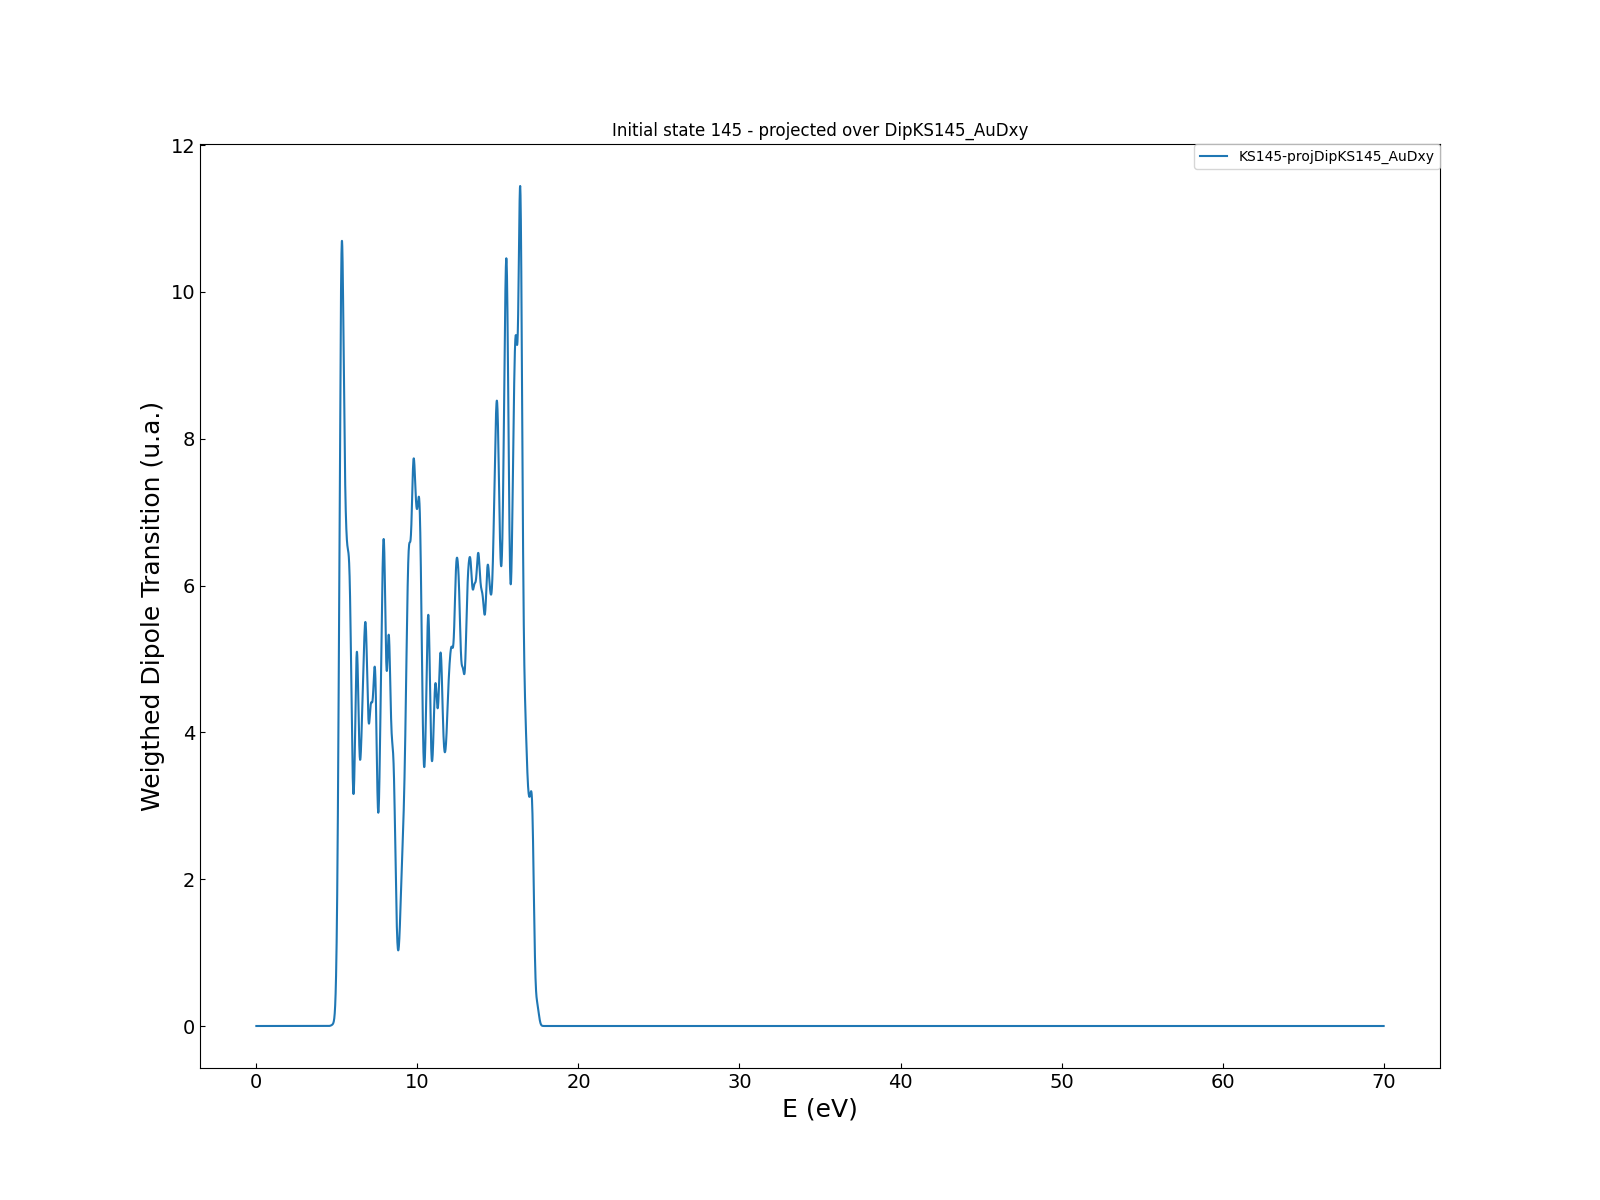 Initial state 145 - projected over DipKS145_AuDxy
KS145-projDipKS145_AuDxy
Weigthed Dipole Transition (u.a.)
12
10
8
6
4
2
0
0 10 20 30 40 50 60 70
E (eV)